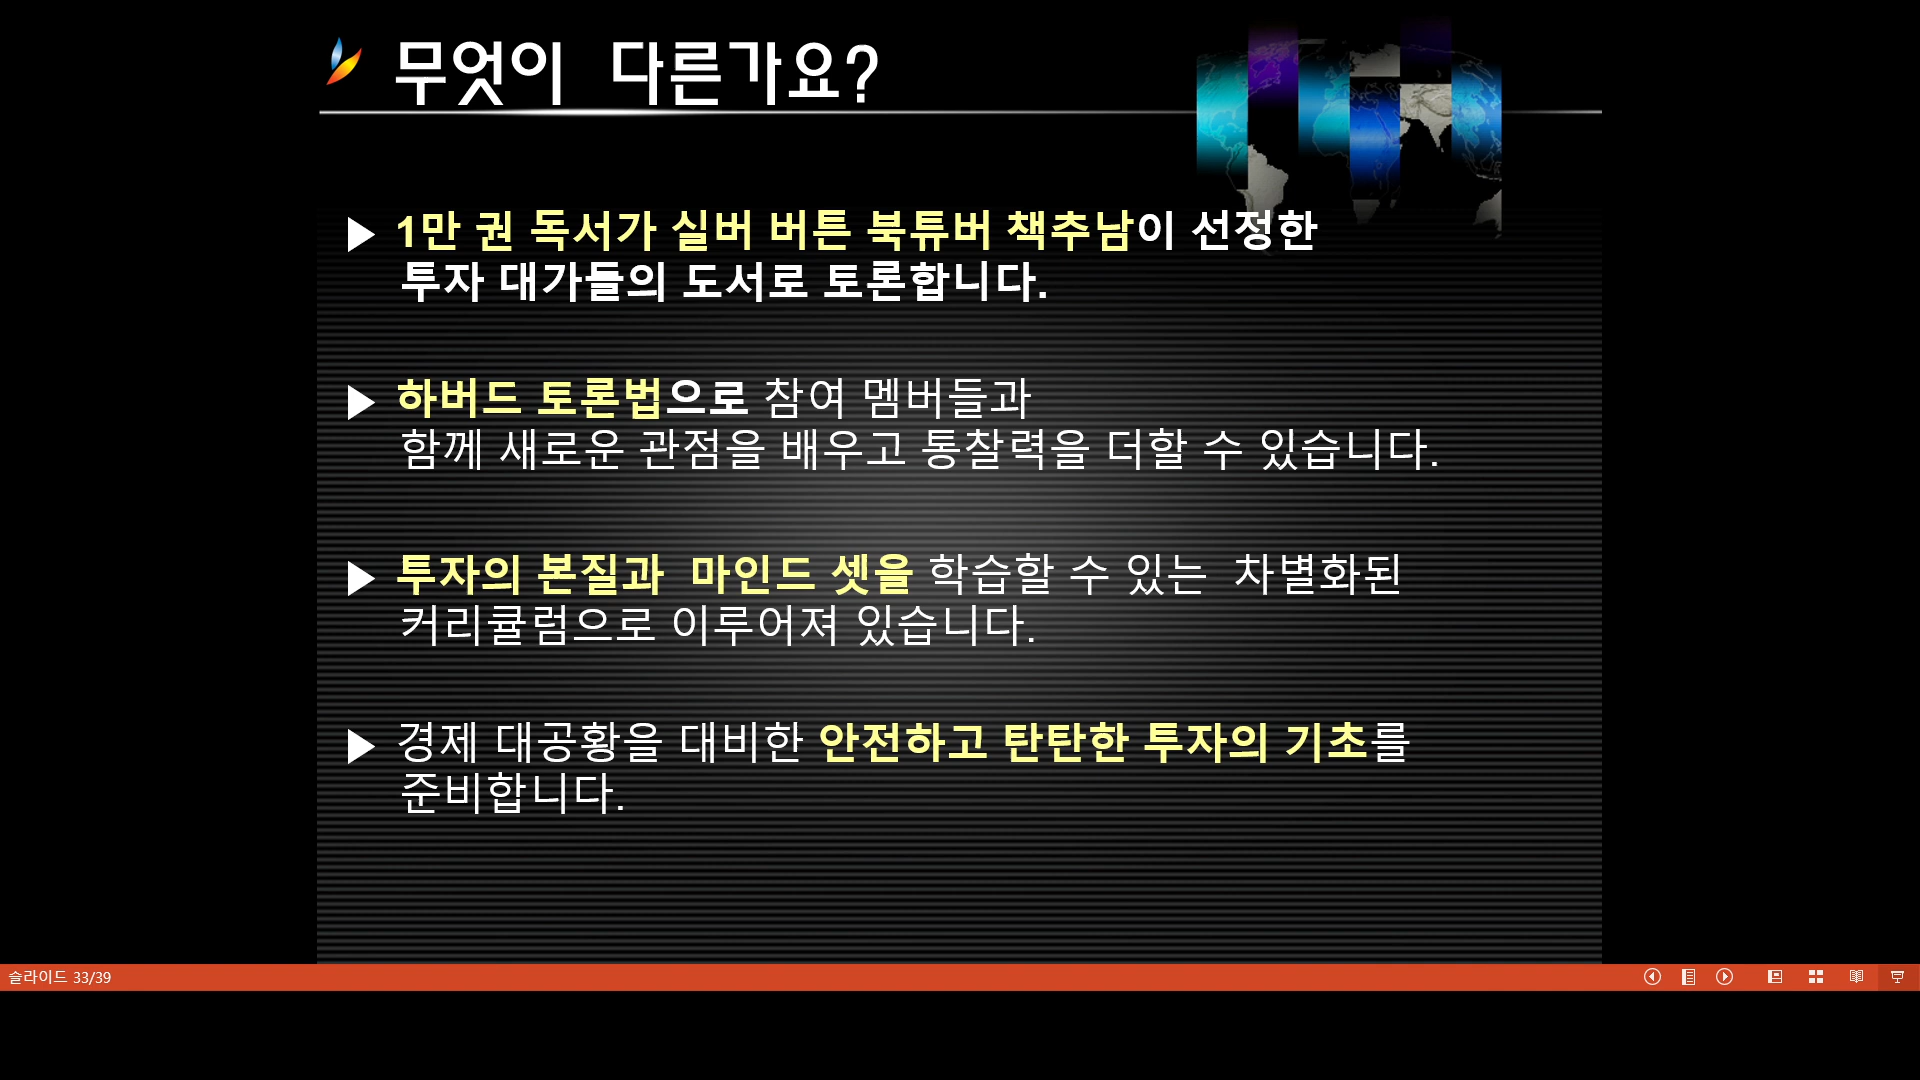 무엇이 다른가요?
1만 권 독서가 실버 버튼 북튜버 책추남이 선정한
투자 대가들의 도서로 토론합니다.
하버드 토론법으로 참여 멤버들과
함께 새로운 관점을 배우고 통찰력을 더할 수 있습니다.
투자의 본질과 마인드 셋을 학습할 수 있는 차별화된
커리큘럼으로 이루어져 있습니다.
경제 대공황을 대비한 안전하고 탄탄한 투자의 기초를
준비합니다.
슬라이드 33/39